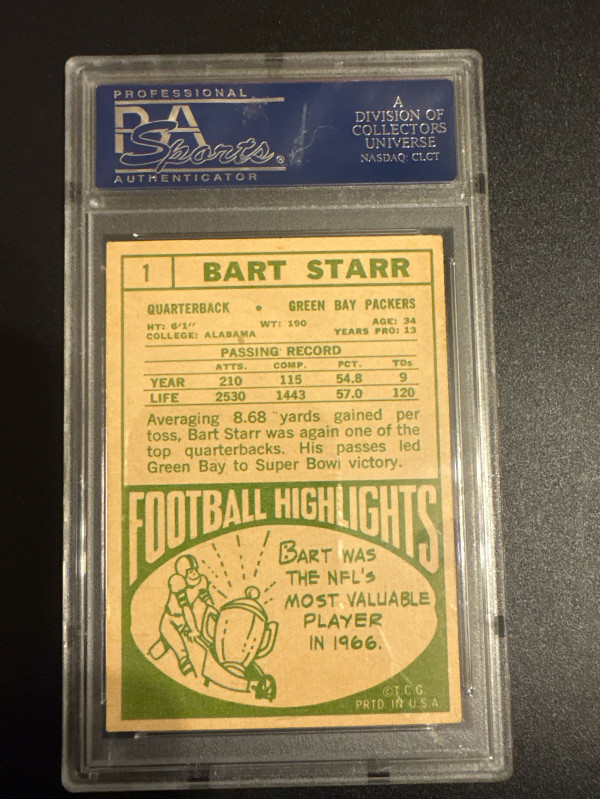 PROFESSIONAL
PSA
Sports®
AUTHENTICATOR
A
DIVISION OF
COLLECTORS
UNIVERSE
NASDAQ: CLCT
1 BART STARR
QUARTERBACK • GREEN BAY PACKERS
HT: 6'1" WT: 190 AGE: 34
COLLEGE: ALABAMA YEARS PRO: 13
PASSING RECORD
ATTS. COMP. PCT. TDs
YEAR 210 115 54.8 9
LIFE 2530 1443 57.0 120
Averaging 8.68 yards gained per
toss, Bart Starr was again one of the
top quarterbacks. His passes led
Green Bay to Super Bowl victory.
FOOTBALL HIGHLIGHTS
BART WAS
THE NFL'S
MOST VALUABLE
PLAYER
IN 1966.
© T.C.G.
PRTD. IN U.S.A.